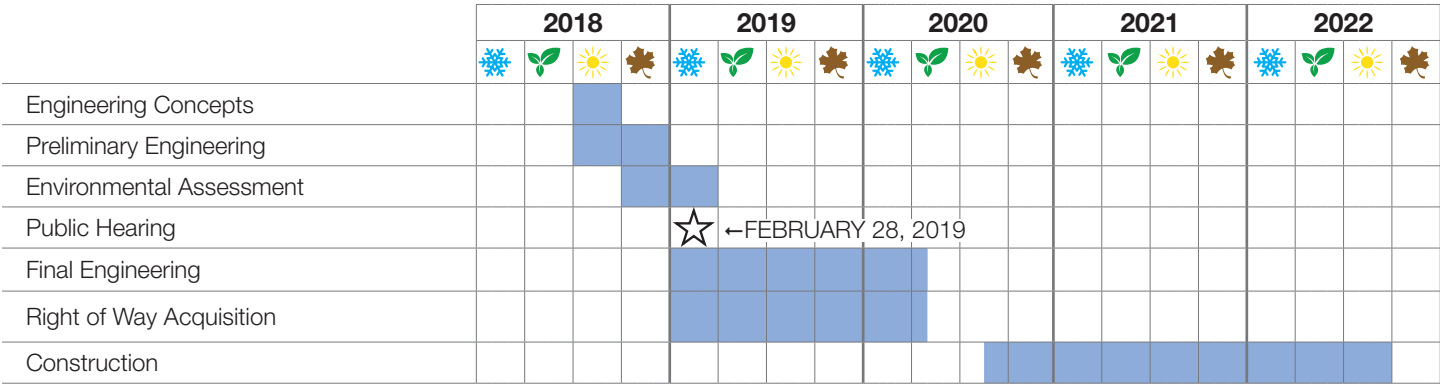 2018 2019 2020 2021 2022
Engineering Concepts
Preliminary Engineering
Environmental Assessment
Public Hearing ←FEBRUARY 28, 2019
Final Engineering
Right of Way Acquisition
Construction